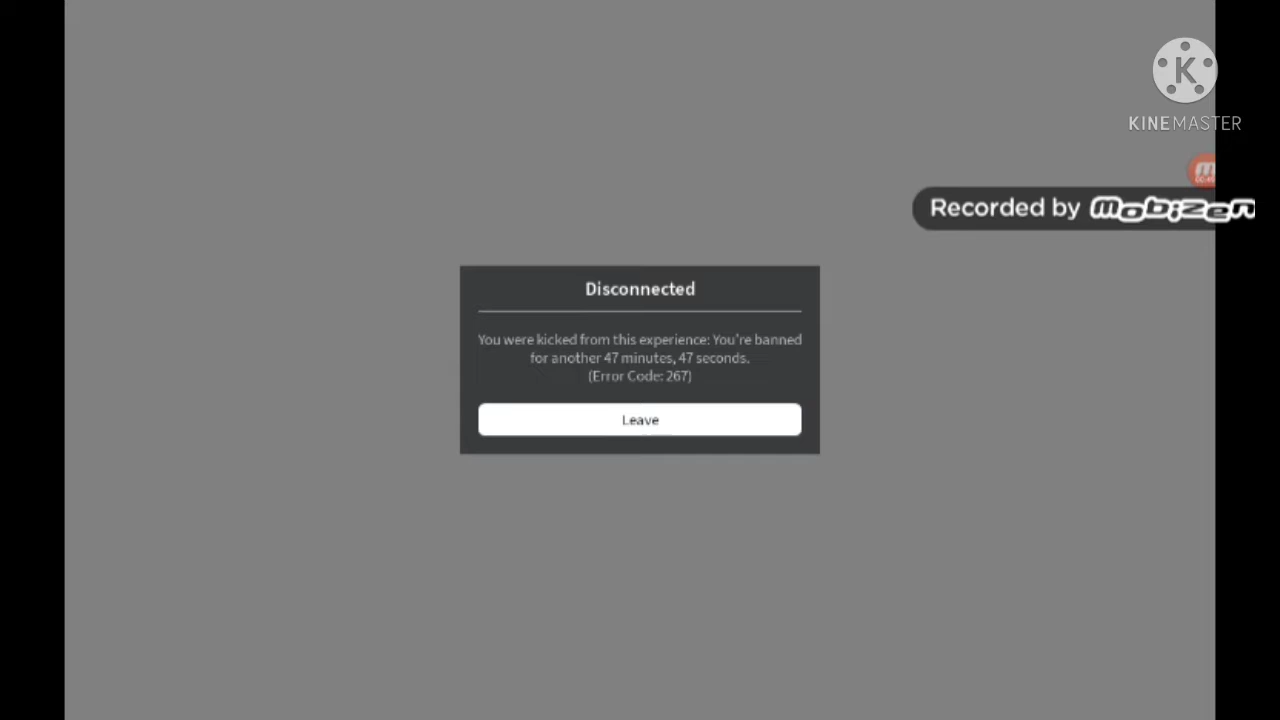 K
KINEMASTER
Recorded by Mobizen
Disconnected
You were kicked from this experience: You're banned
for another 47 minutes, 47 seconds.
(Error Code: 267)
Leave